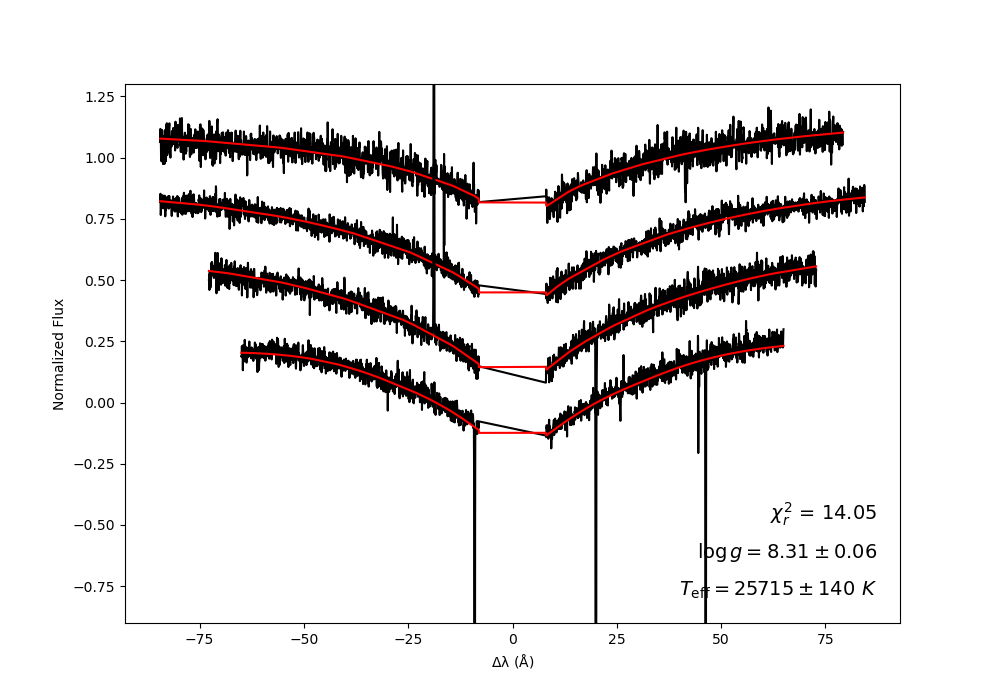 1.25
1.00
0.75
0.50
0.25
0.00
−0.25
−0.50
−0.75
Normalized Flux
χ²ᵣ = 14.05
log g = 8.31 ± 0.06
T_eff = 25715 ± 140 K
−75 −50 −25 0 25 50 75
Δλ (Å)